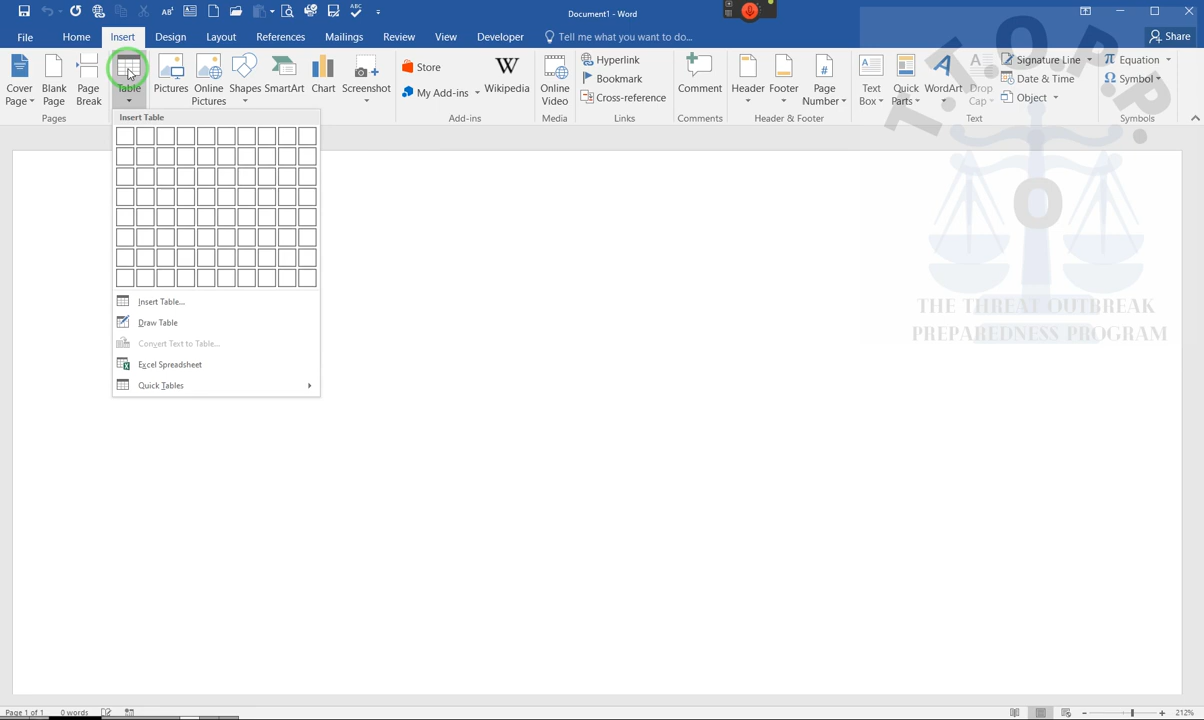 Document1 - Word
File Home Insert Design Layout References Mailings Review View Developer Tell me what you want to do... Share
Cover Page
Blank Page
Page Break
Table
Pictures
Online Pictures
Shapes
SmartArt
Chart
Screenshot
Store
My Add-ins
Wikipedia
Online Video
Hyperlink
Bookmark
Cross-reference
Comment
Header
Footer
Page Number
Text Box
Quick Parts
WordArt
Drop Cap
Signature Line
Date & Time
Object
Equation
Symbol
Pages Add-ins Media Links Comments Header & Footer Text Symbols
Insert Table
Insert Table...
Draw Table
Convert Text to Table...
Excel Spreadsheet
Quick Tables
T.T.O.P.P.
THE THREAT OUTBREAK
PREPAREDNESS PROGRAM
Page 1 of 1 0 words 212%